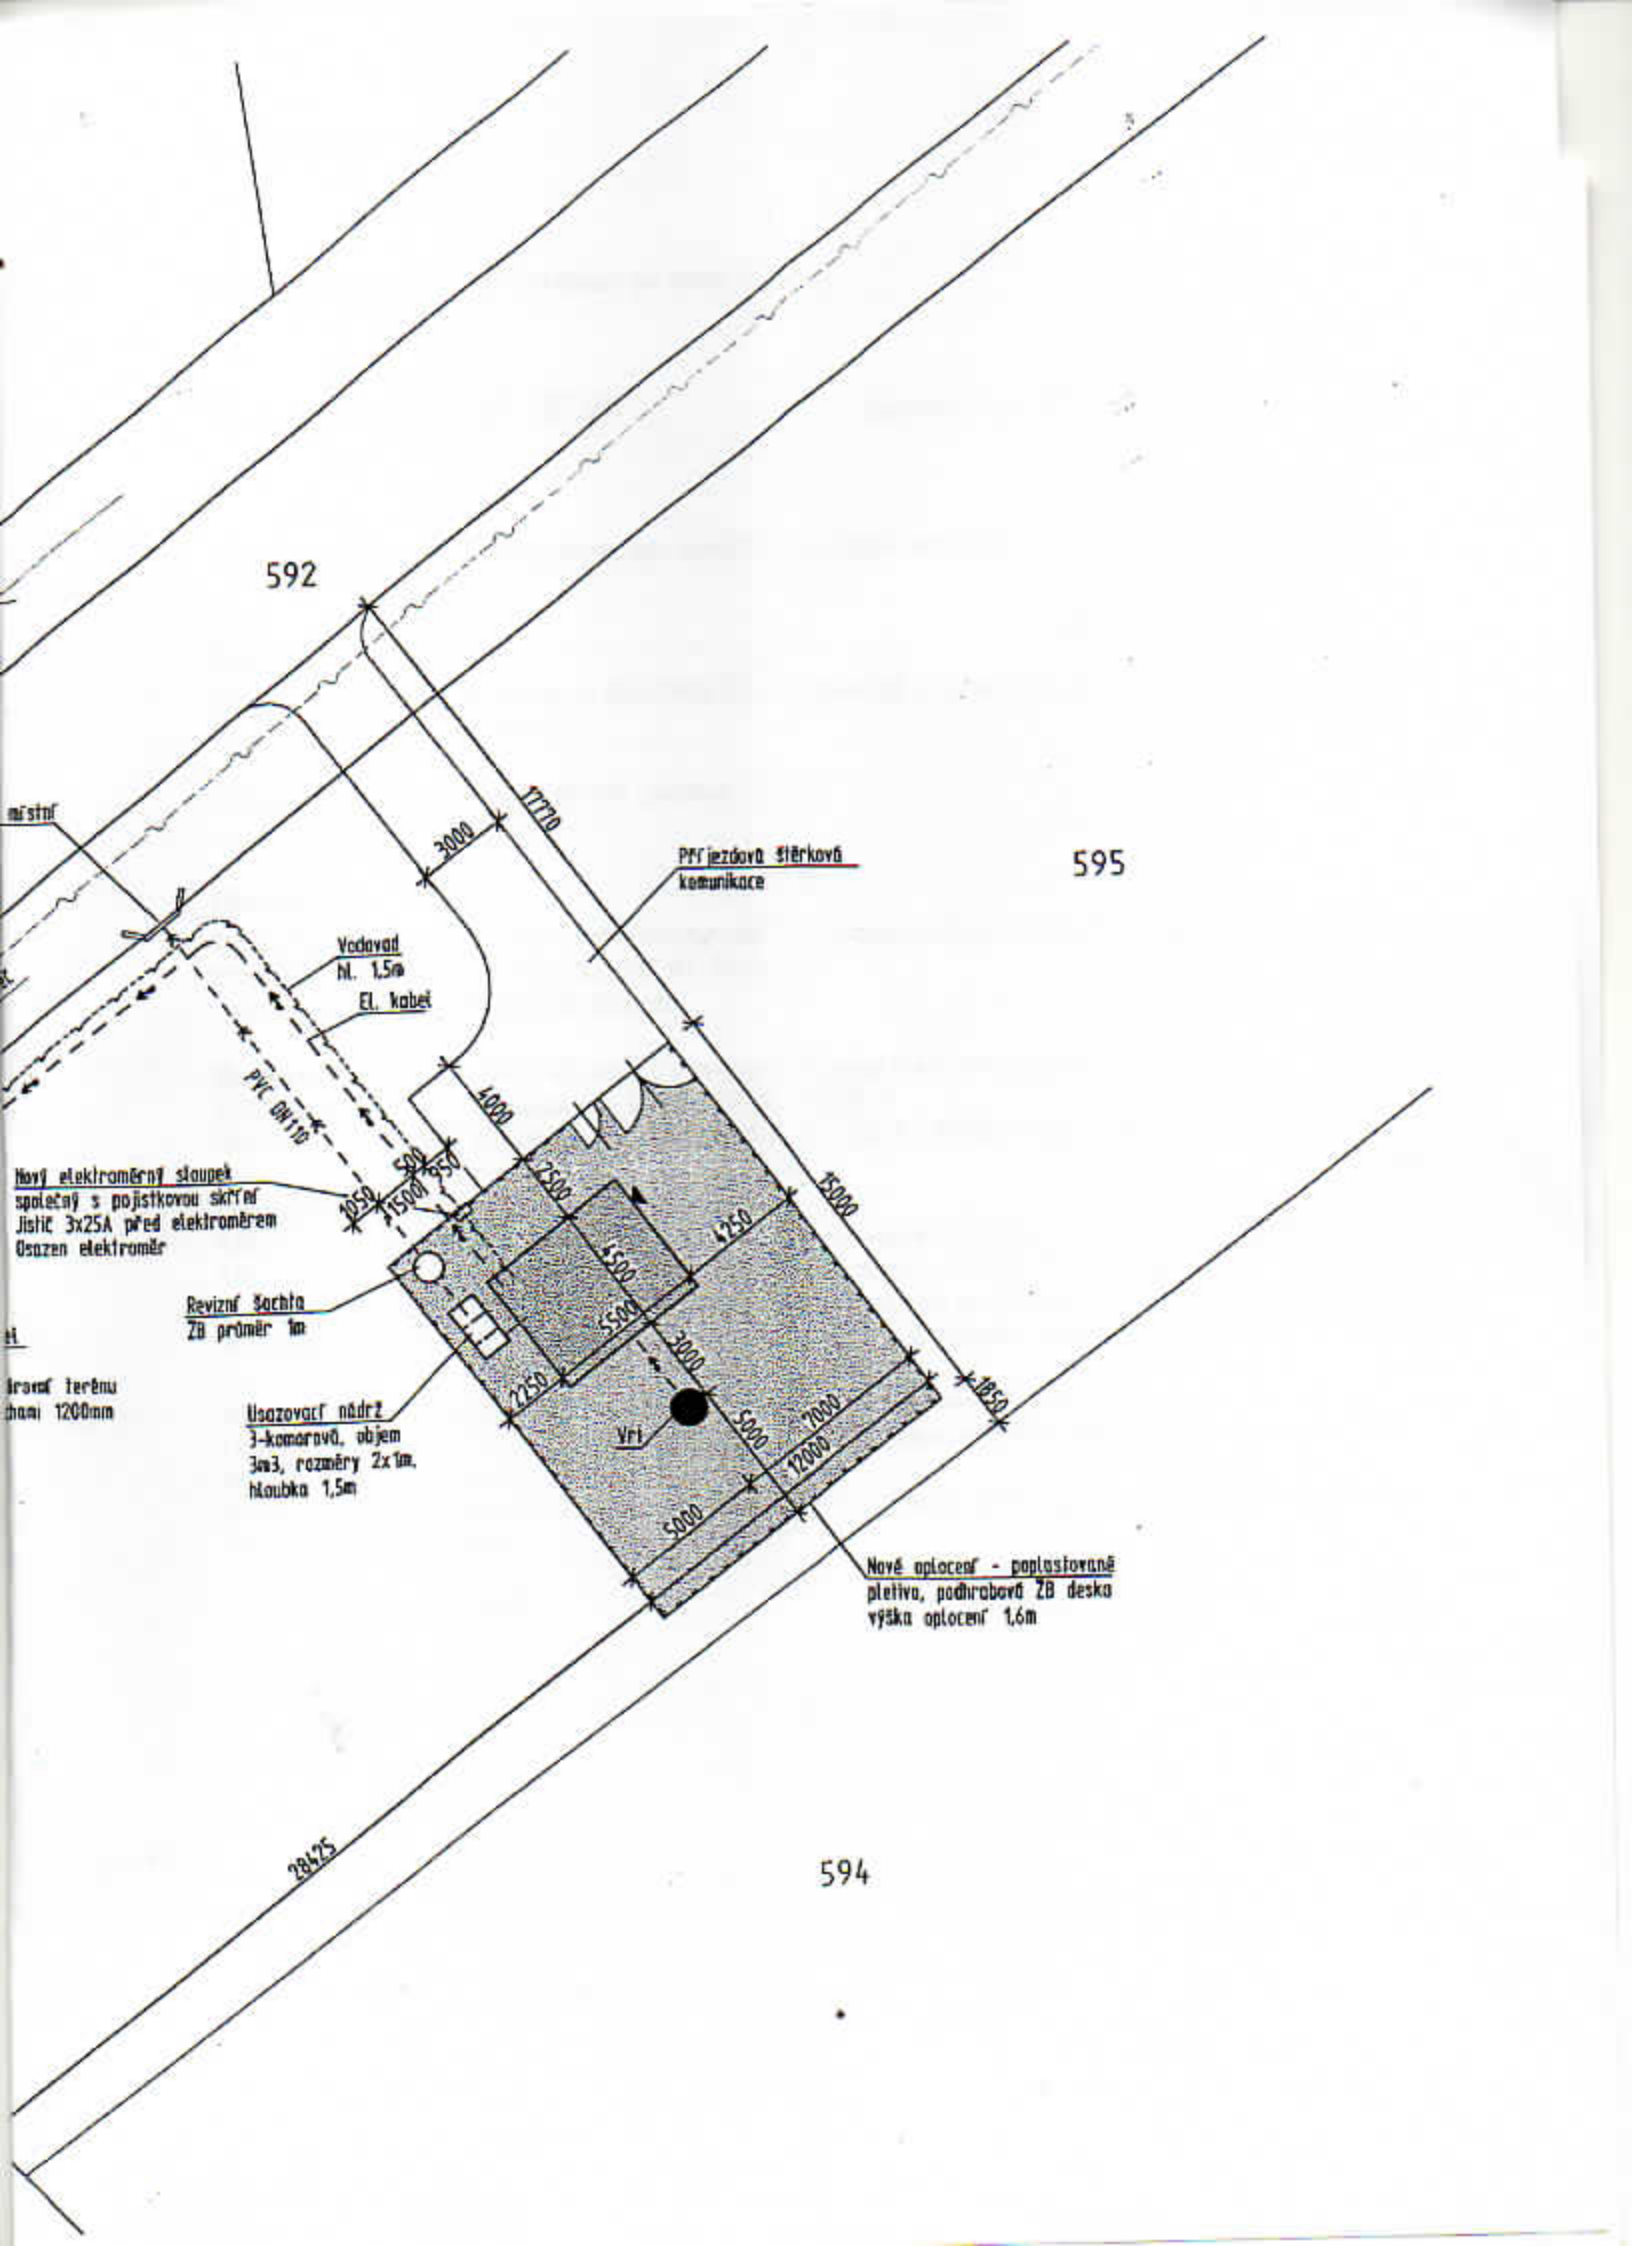 592
místní
17770
3000
Příjezdová štěrková
komunikace
595
Vodovod
hl. 1,5m
El. kabel
PVC DN110
4000
500
950
1050
1500
2500
15000
Nový elektroměrný sloupek
společný s pojistkovou skříní
Jistič 3x25A před elektroměrem
Osazen elektroměr
4500
4250
5500
Revizní šachta
ŽB průměr 1m
3000
2250
terénu
1200mm
Usazovací nádrž
3-komorová, objem
3m3, rozměry 2x1m,
hloubka 1,5m
Vrt
5000
7000
12000
1850
5000
Nové oplocení - poplastované
pletivo, podhrabová ŽB deska
výška oplocení 1,6m
28425
594